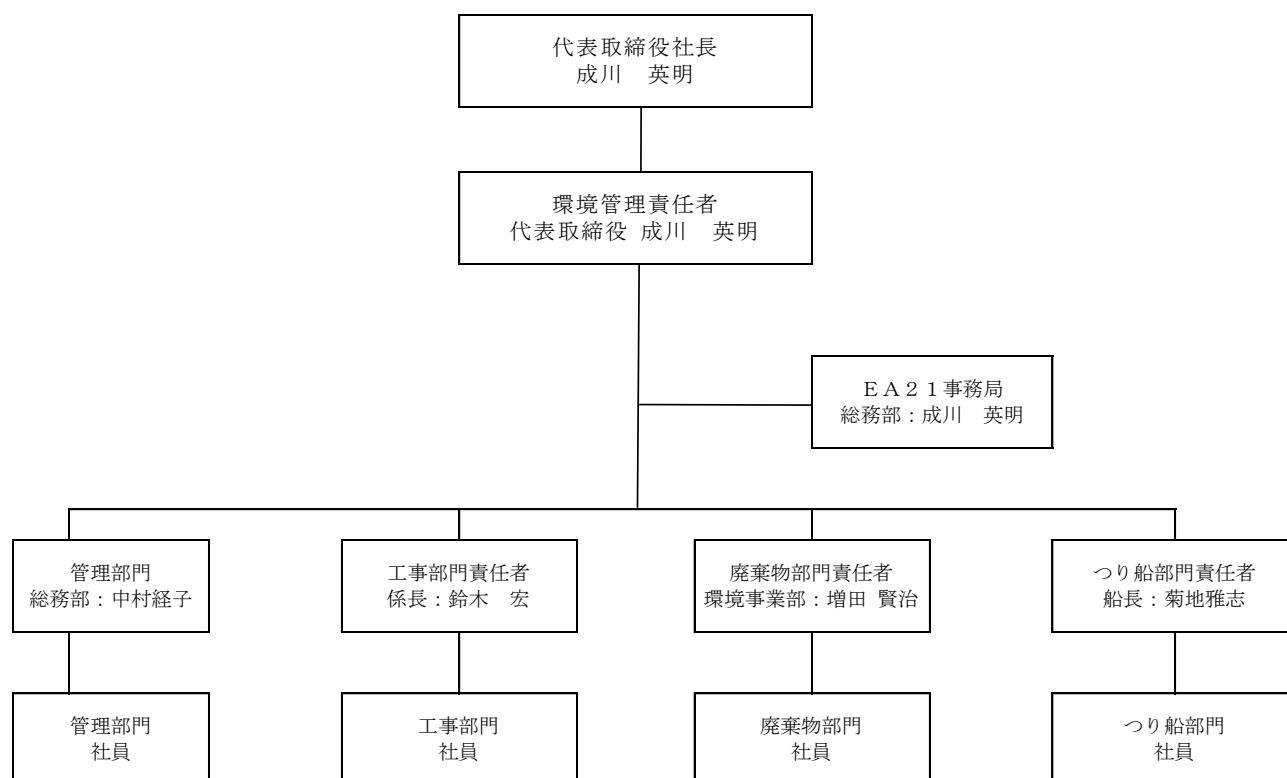 代表取締役社長
成川　英明
環境管理責任者
代表取締役 成川　英明
ＥＡ２１事務局
総務部：成川　英明
管理部門
総務部：中村経子
工事部門責任者
係長：鈴木　宏
廃棄物部門責任者
環境事業部：増田 賢治
つり船部門責任者
船長：菊地雅志
管理部門
社員
工事部門
社員
廃棄物部門
社員
つり船部門
社員